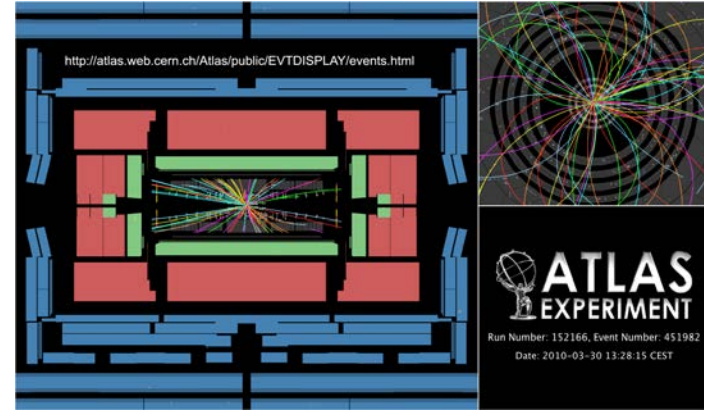 http://atlas.web.cern.ch/Atlas/public/EVTDISPLAY/events.html
ATLAS
EXPERIMENT
Run Number: 152166, Event Number: 451982
Date: 2010-03-30 13:28:15 CEST